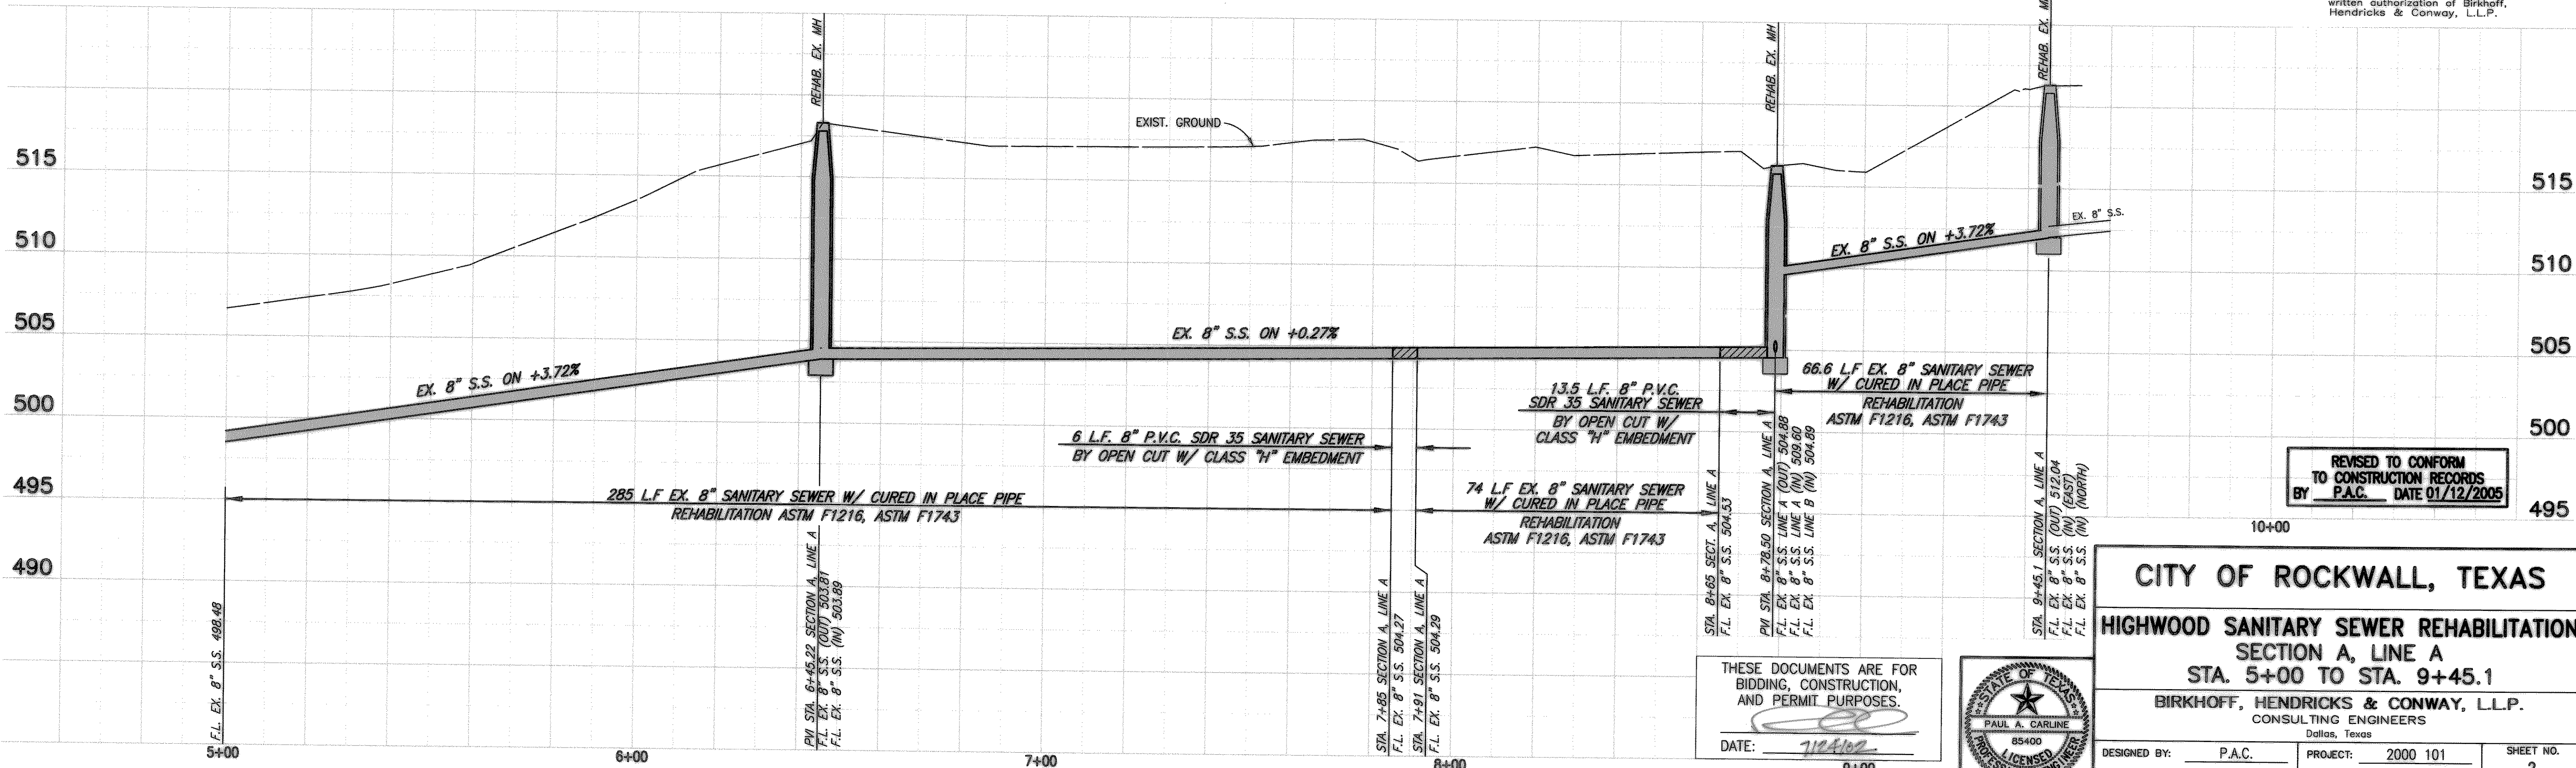 written authorization of Birkhoff,
Hendricks & Conway, L.L.P.
REHAB. EX. MH
REHAB. EX. MH
REHAB. EX.
EXIST. GROUND
515
510
505
500
495
490
515
510
505
500
495
EX. 8" S.S. ON +3.72%
EX. 8" S.S. ON +0.27%
EX. 8" S.S. ON +3.72%
EX. 8" S.S.
285 L.F EX. 8" SANITARY SEWER W/ CURED IN PLACE PIPE
REHABILITATION ASTM F1216, ASTM F1743
6 L.F. 8" P.V.C. SDR 35 SANITARY SEWER
BY OPEN CUT W/ CLASS "H" EMBEDMENT
74 L.F EX. 8" SANITARY SEWER
W/ CURED IN PLACE PIPE
REHABILITATION
ASTM F1216, ASTM F1743
13.5 L.F. 8" P.V.C.
SDR 35 SANITARY SEWER
BY OPEN CUT W/
CLASS "H" EMBEDMENT
66.6 L.F EX. 8" SANITARY SEWER
W/ CURED IN PLACE PIPE
REHABILITATION
ASTM F1216, ASTM F1743
F.L. EX. 8" S.S. 498.48
PVI STA. 6+45.22 SECTION A, LINE A
F.L. EX. 8" S.S. (OUT) 503.81
F.L. EX. 8" S.S. (IN) 503.89
STA. 7+85 SECTION A, LINE A
F.L. EX. 8" S.S. 504.27
STA. 7+91 SECTION A, LINE A
F.L. EX. 8" S.S. 504.29
STA. 8+65 SECT. A, LINE A
F.L. EX. 8" S.S. 504.53
PVI STA. 8+78.50 SECTION A, LINE A
F.L. EX. 8" S.S. LINE A (OUT) 504.88
F.L. EX. 8" S.S. LINE A (IN) 509.60
F.L. EX. 8" S.S. LINE B (IN) 504.89
STA. 9+45.1 SECTION A, LINE A
F.L. EX. 8" S.S. (OUT) 512.04
F.L. EX. 8" S.S. (IN) (EAST)
F.L. EX. 8" S.S. (IN) (NORTH)
5+00
6+00
7+00
8+00
9+00
10+00
REVISED TO CONFORM
TO CONSTRUCTION RECORDS
BY P.A.C. DATE 01/12/2005
THESE DOCUMENTS ARE FOR
BIDDING, CONSTRUCTION,
AND PERMIT PURPOSES.
DATE: 7/24/02
STATE OF TEXAS
PAUL A. CARLINE
85400
LICENSED
CITY OF ROCKWALL, TEXAS
HIGHWOOD SANITARY SEWER REHABILITATION
SECTION A, LINE A
STA. 5+00 TO STA. 9+45.1
BIRKHOFF, HENDRICKS & CONWAY, L.L.P.
CONSULTING ENGINEERS
Dallas, Texas
DESIGNED BY: P.A.C.
PROJECT: 2000 101
SHEET NO.